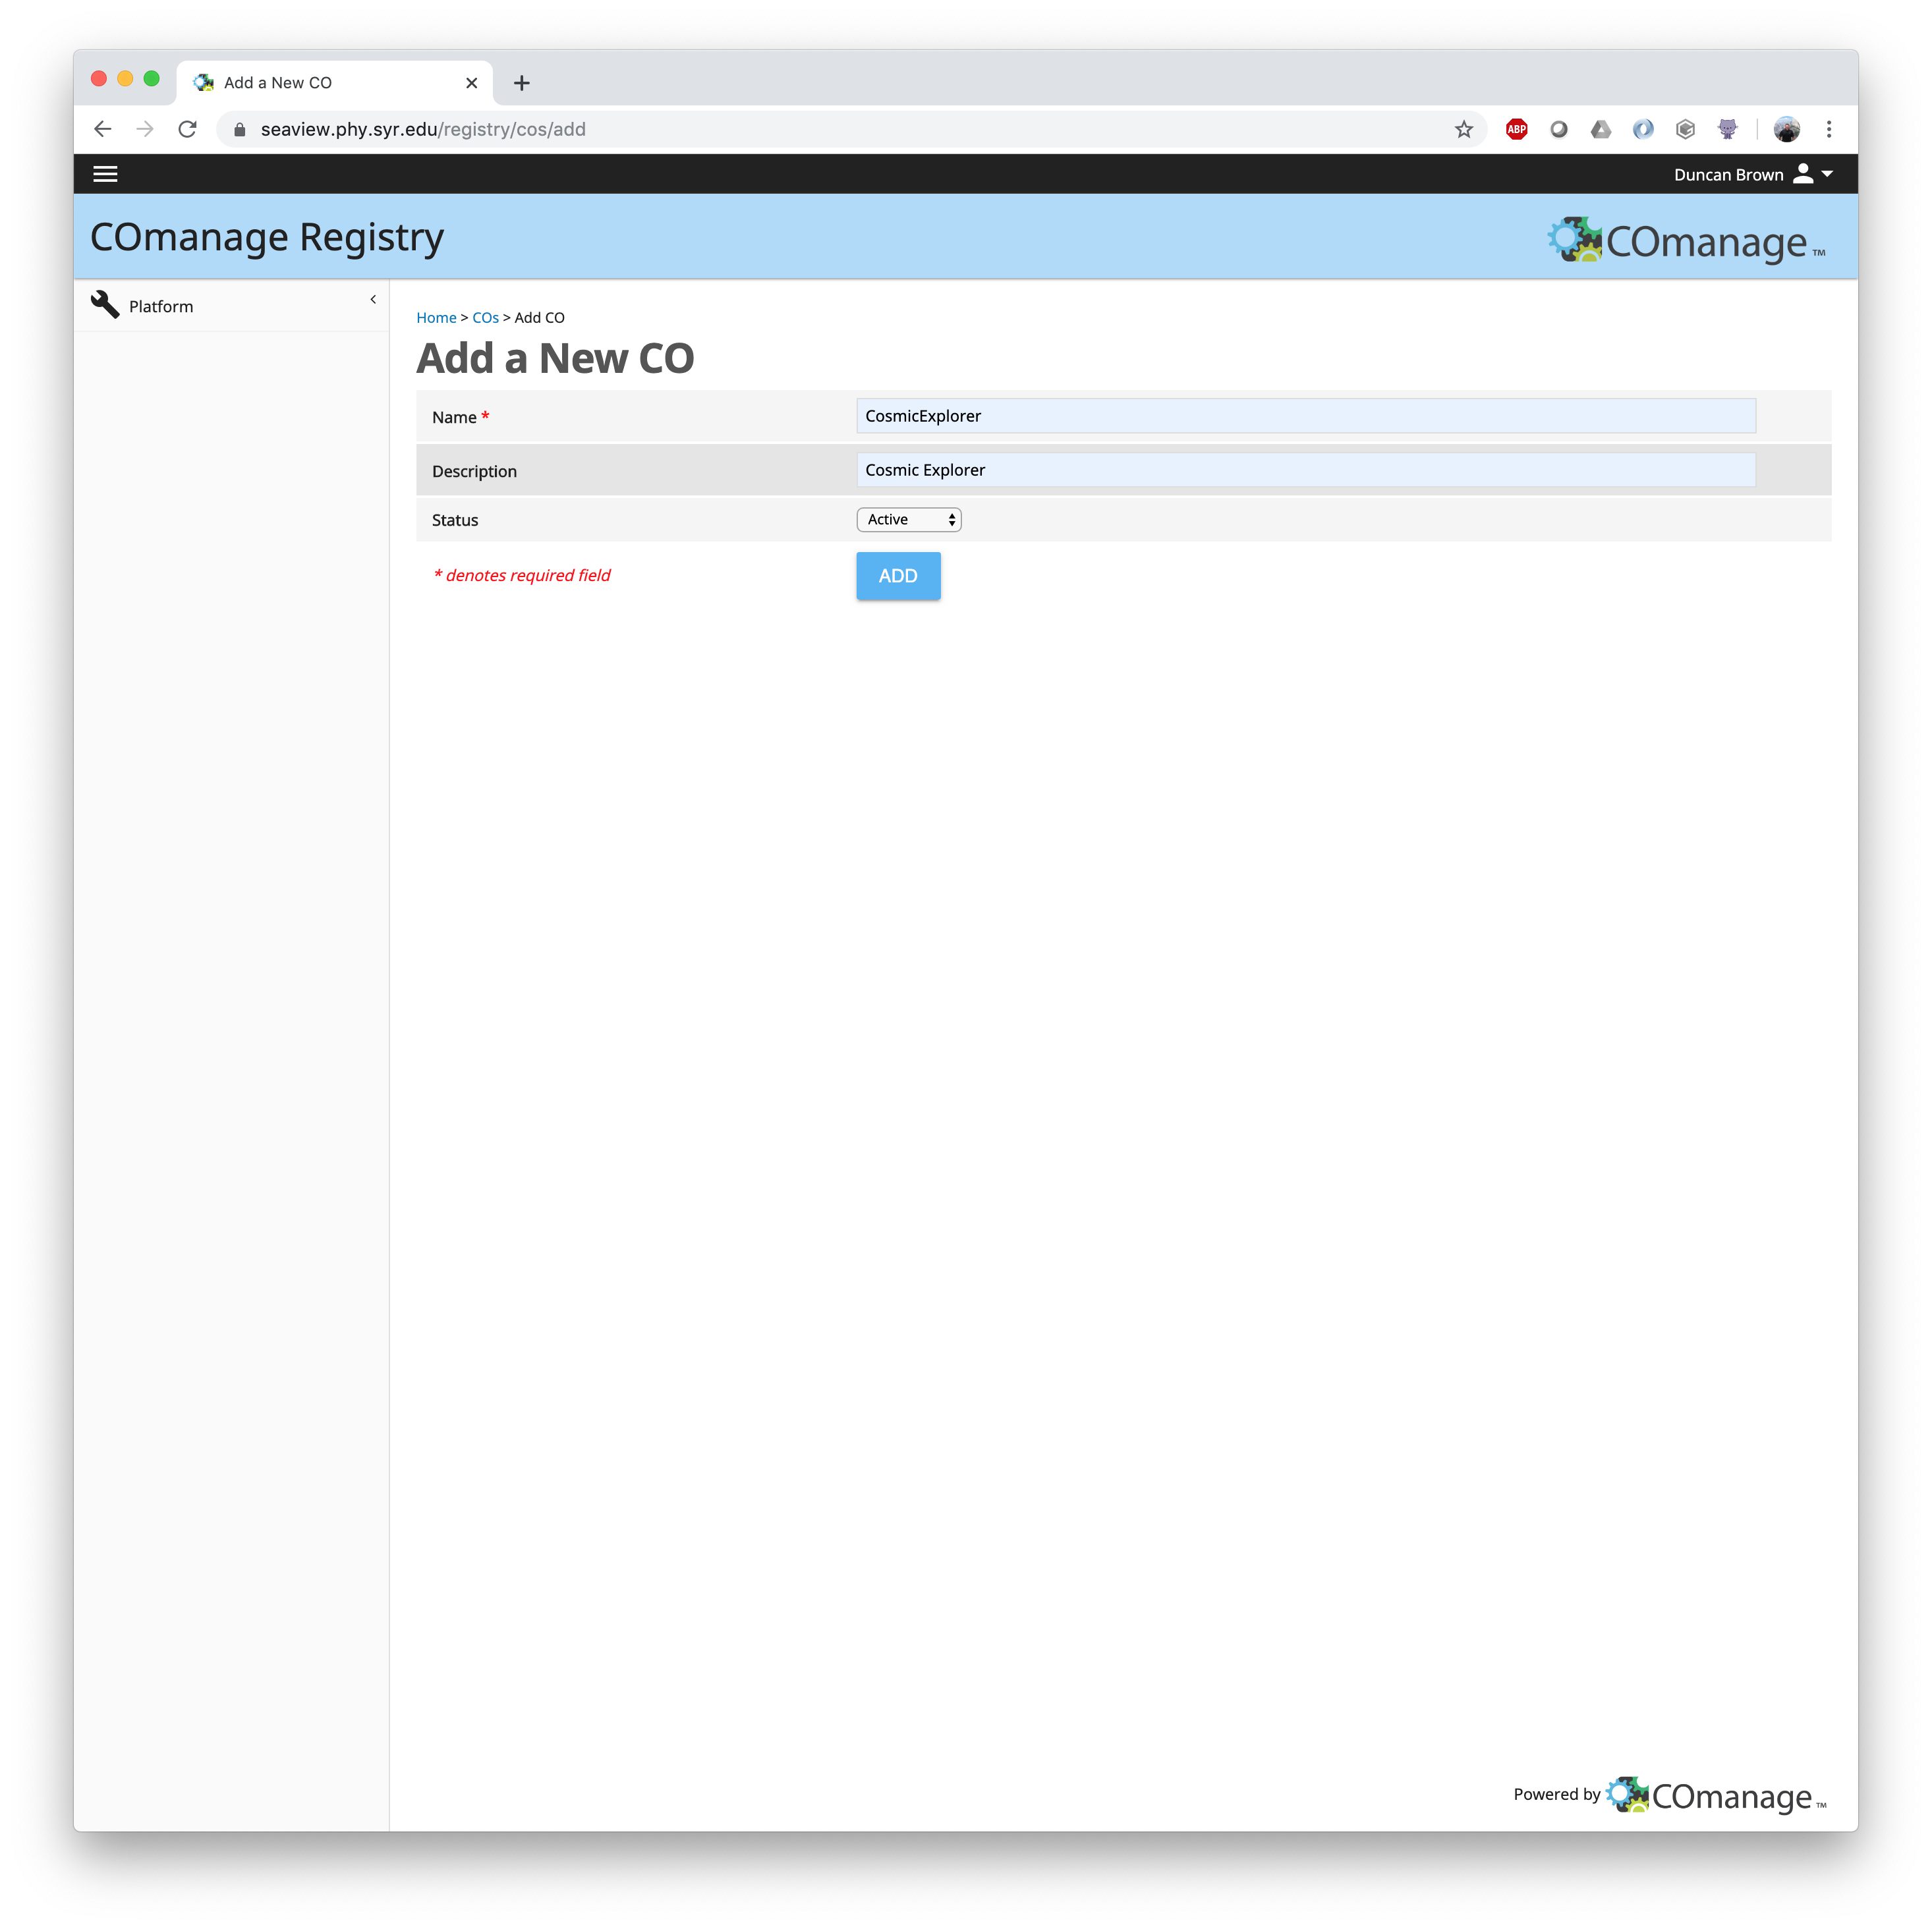 Add a New CO
seaview.phy.syr.edu/registry/cos/add
ABP
Duncan Brown
COmanage Registry
COmanage TM
Platform
Home > COs > Add CO
Add a New CO
Name *
CosmicExplorer
Description
Cosmic Explorer
Status
Active
* denotes required field
ADD
Powered by COmanage TM